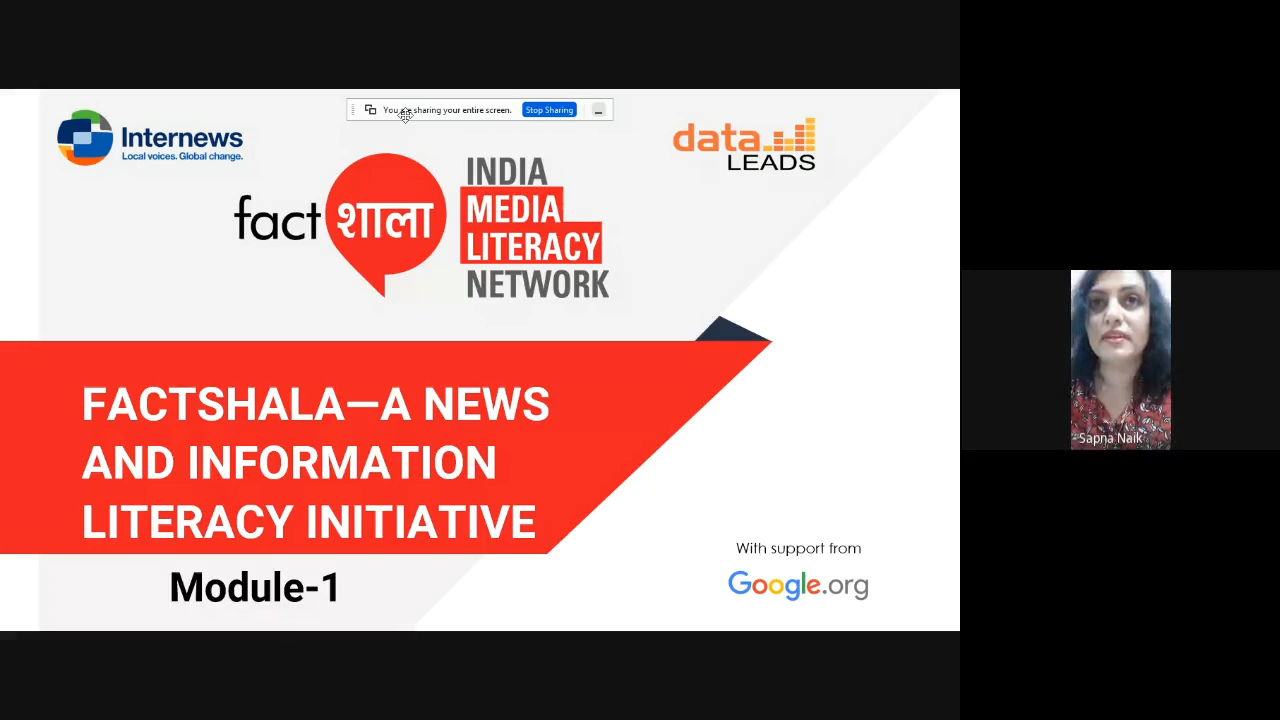 You are sharing your entire screen.
Stop Sharing
Internews
Local voices. Global change.
data
LEADS
fact शाला
INDIA
MEDIA
LITERACY
NETWORK
FACTSHALA—A NEWS
AND INFORMATION
LITERACY INITIATIVE
Module-1
With support from
Google.org
Sapna Naik